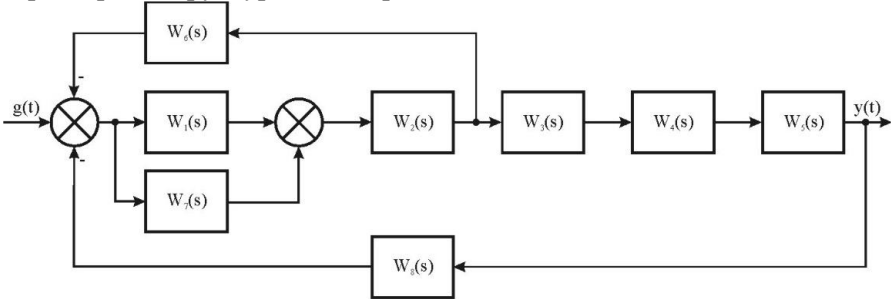 W₆(s)
-
g(t)
W₁(s)
W₂(s)
W₃(s)
W₄(s)
W₅(s)
y(t)
-
W₇(s)
W₈(s)